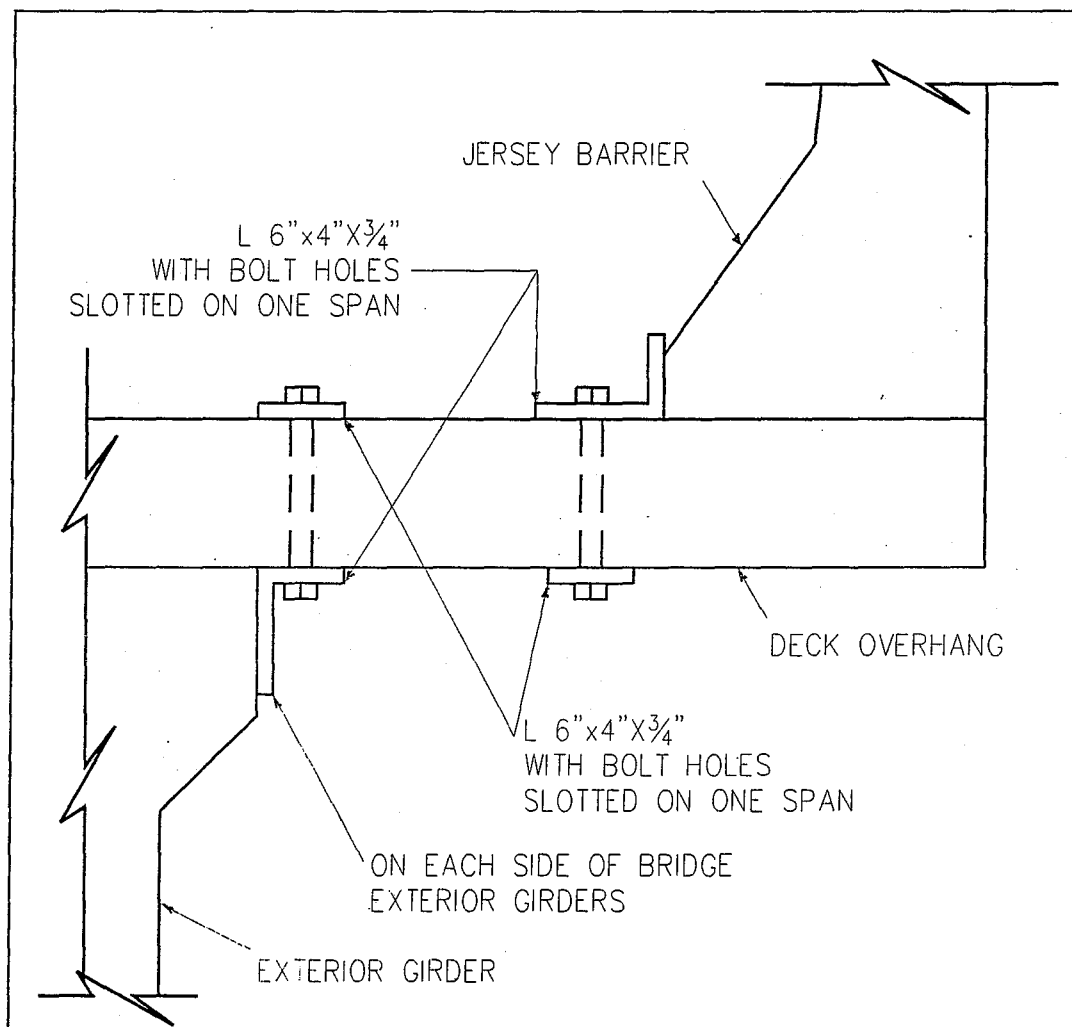 JERSEY BARRIER
L 6"x4"X¾"
WITH BOLT HOLES
SLOTTED ON ONE SPAN
DECK OVERHANG
L 6"x4"X¾"
WITH BOLT HOLES
SLOTTED ON ONE SPAN
ON EACH SIDE OF BRIDGE
EXTERIOR GIRDERS
EXTERIOR GIRDER